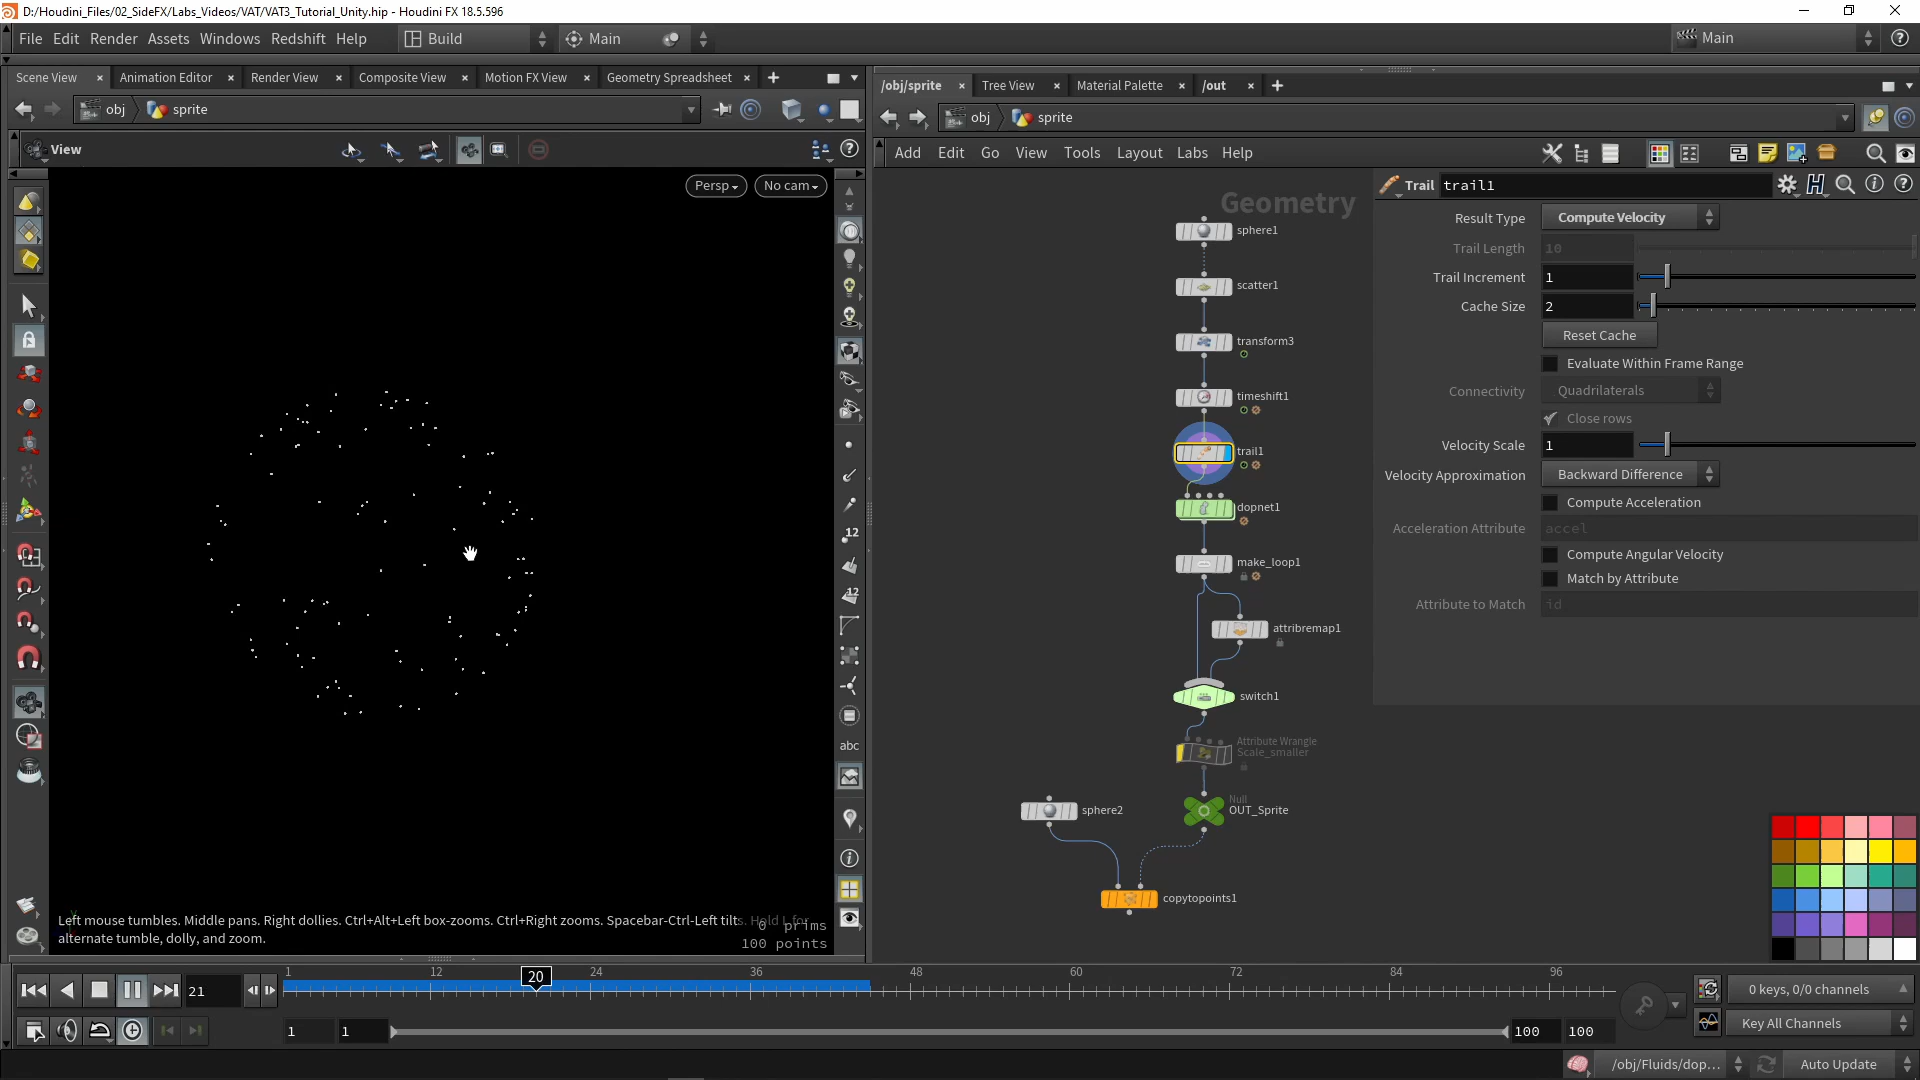 D:/Houdini_Files/02_SideFX/Labs_Videos/VAT/VAT3_Tutorial_Unity.hip - Houdini FX 18.5.596
File Edit Render Assets Windows Redshift Help Build Main Main
Scene View Animation Editor Render View Composite View Motion FX View Geometry Spreadsheet
obj sprite
View
Persp No cam
12
12
abc
Left mouse tumbles. Middle pans. Right dollies. Ctrl+Alt+Left box-zooms. Ctrl+Right zooms. Spacebar-Ctrl-Left tilts. Hold L for
alternate tumble, dolly, and zoom.
0 prims
100 points
/obj/sprite Tree View Material Palette /out
obj sprite
Add Edit Go View Tools Layout Labs Help
Geometry
sphere1
scatter1
transform3
timeshift1
trail1
dopnet1
make_loop1
attribremap1
switch1
Attribute Wrangle
Scale_smaller
sphere2
Null
OUT_Sprite
copytopoints1
Trail trail1
Result Type Compute Velocity
Trail Length 10
Trail Increment 1
Cache Size 2
Reset Cache
Evaluate Within Frame Range
Connectivity Quadrilaterals
Close rows
Velocity Scale 1
Velocity Approximation Backward Difference
Compute Acceleration
Acceleration Attribute accel
Compute Angular Velocity
Match by Attribute
Attribute to Match id
21 1 12 20 24 36 48 60 72 84 96
0 keys, 0/0 channels
1 1 100 100
Key All Channels
/obj/Fluids/dop... Auto Update